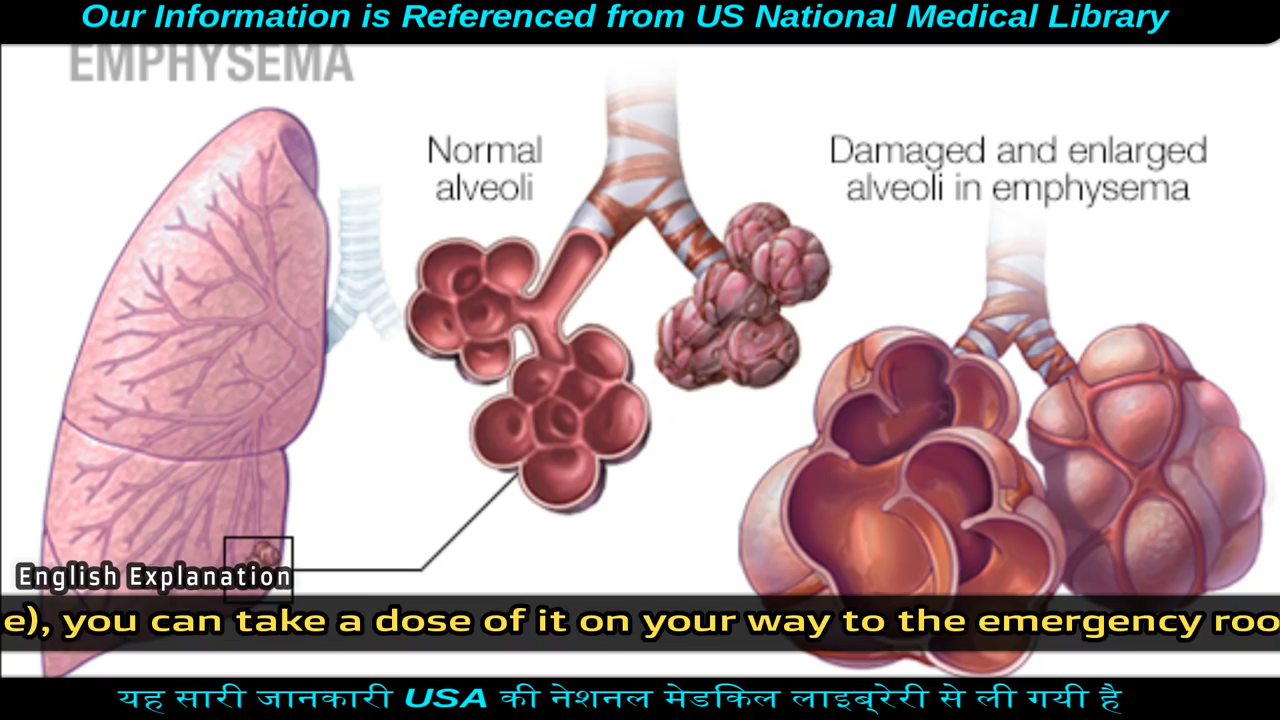 Our Information is Referenced from US National Medical Library
EMPHYSEMA
Normal
alveoli
Damaged and enlarged
alveoli in emphysema
English Explanation
e), you can take a dose of it on your way to the emergency roo
यह सारी जानकारी USA की नेशनल मेडकिल लाइब्रेरी से ली गयी है